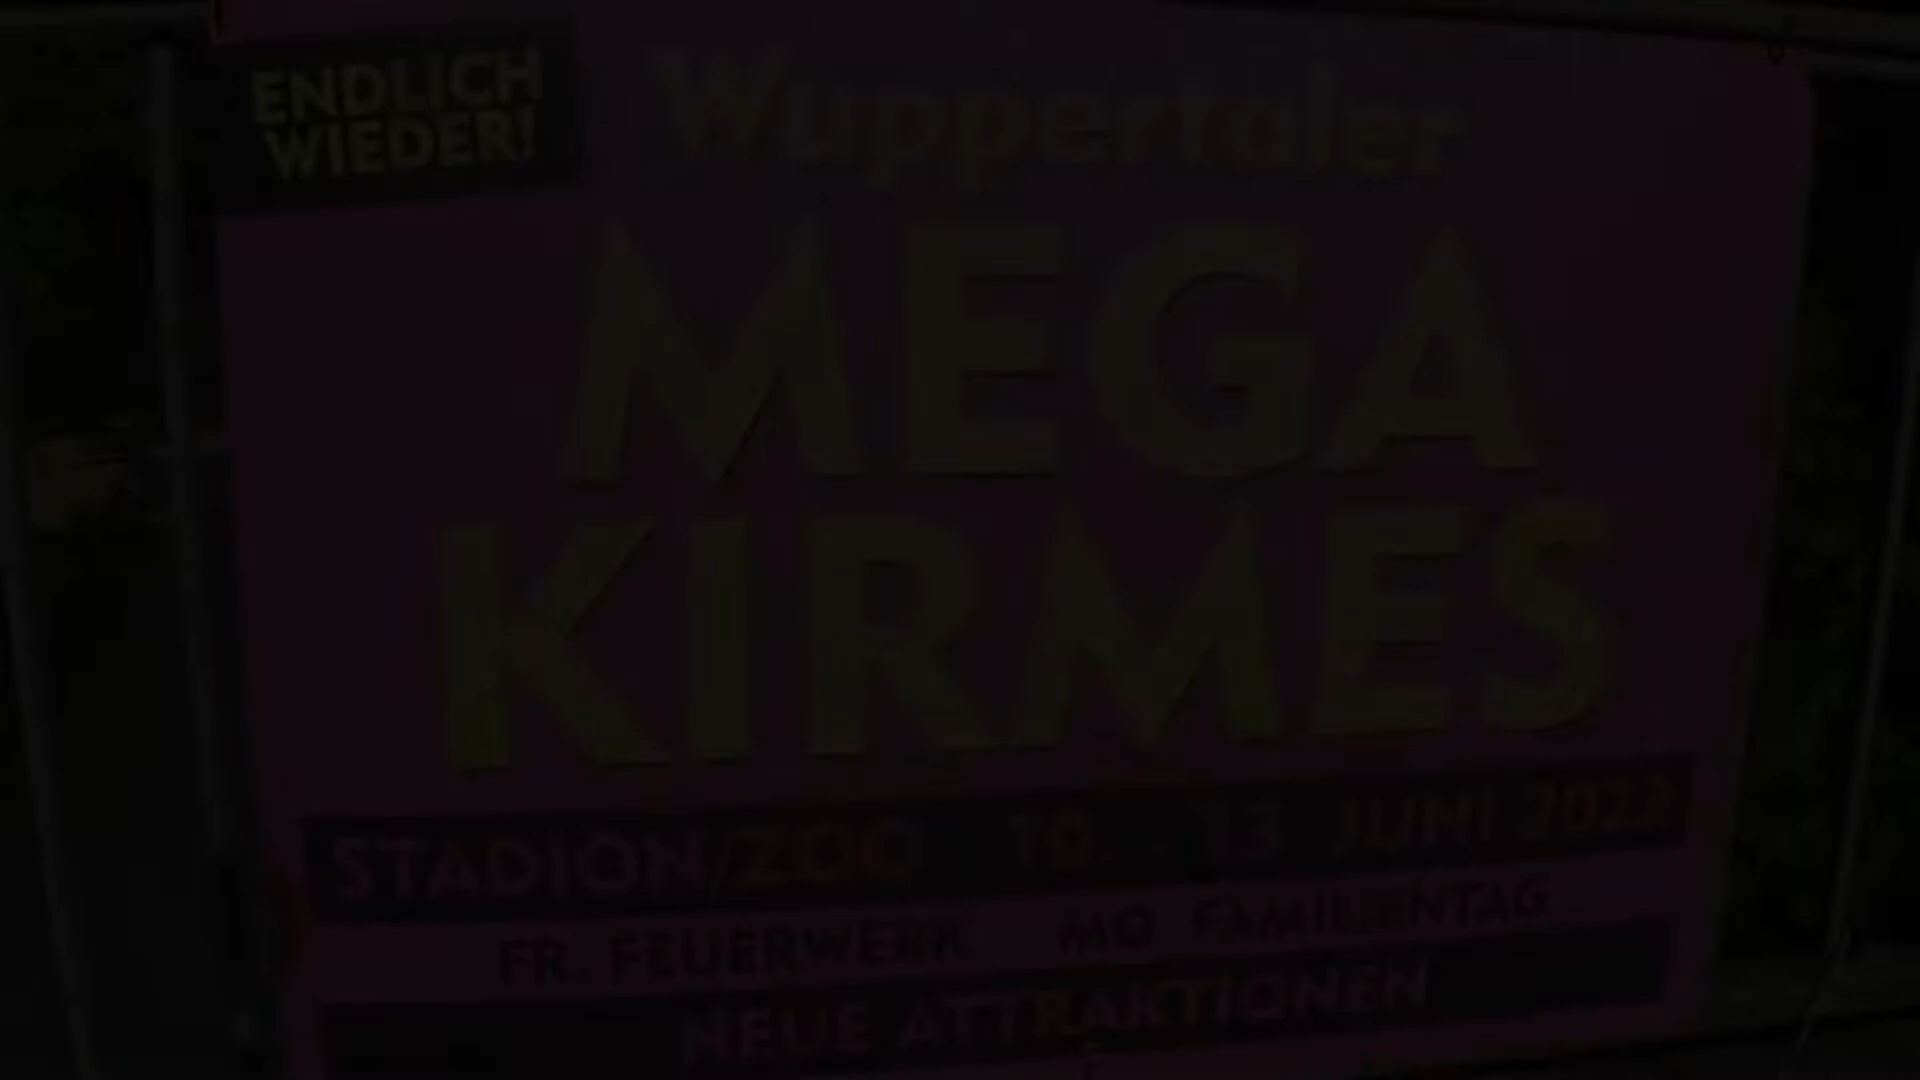 ENDLICH
WIEDER!
Wuppertaler
MEGA
KIRMES
STADION/ZOO 10. - 13 JUNI 2022
FR. FEUERWERK MO FAMILIENTAG
NEUE ATTRAKTIONEN